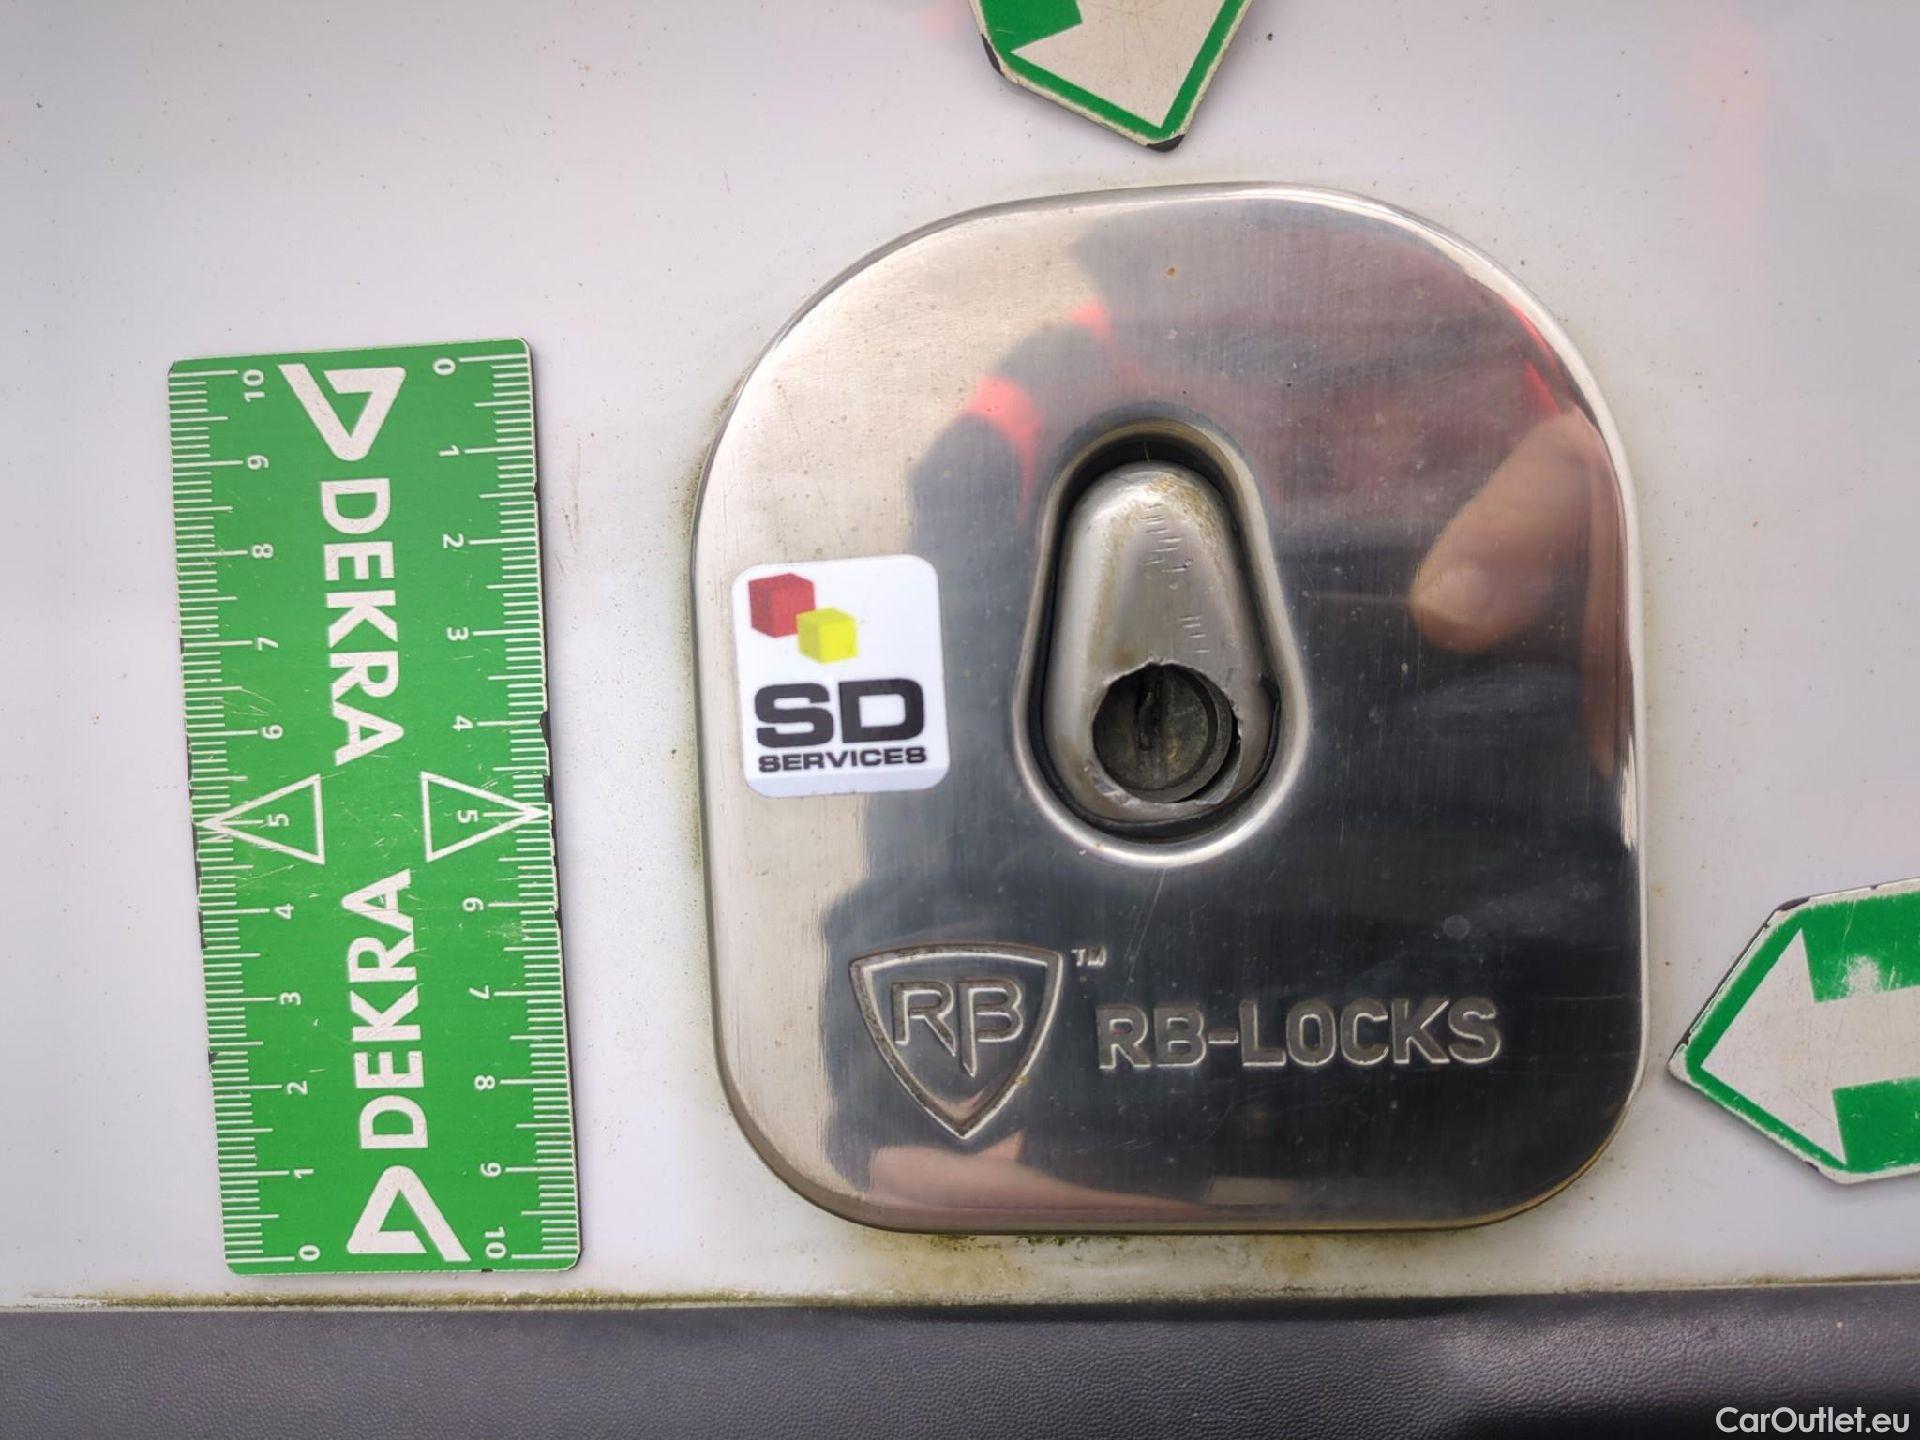 10 9 8 7 6 5 4 3 2 1 0
DEKRA DEKRA
0 1 2 3 4 5 6 7 8 9 10
SD
SERVICES
RB ™ RB-LOCKS
CarOutlet.eu